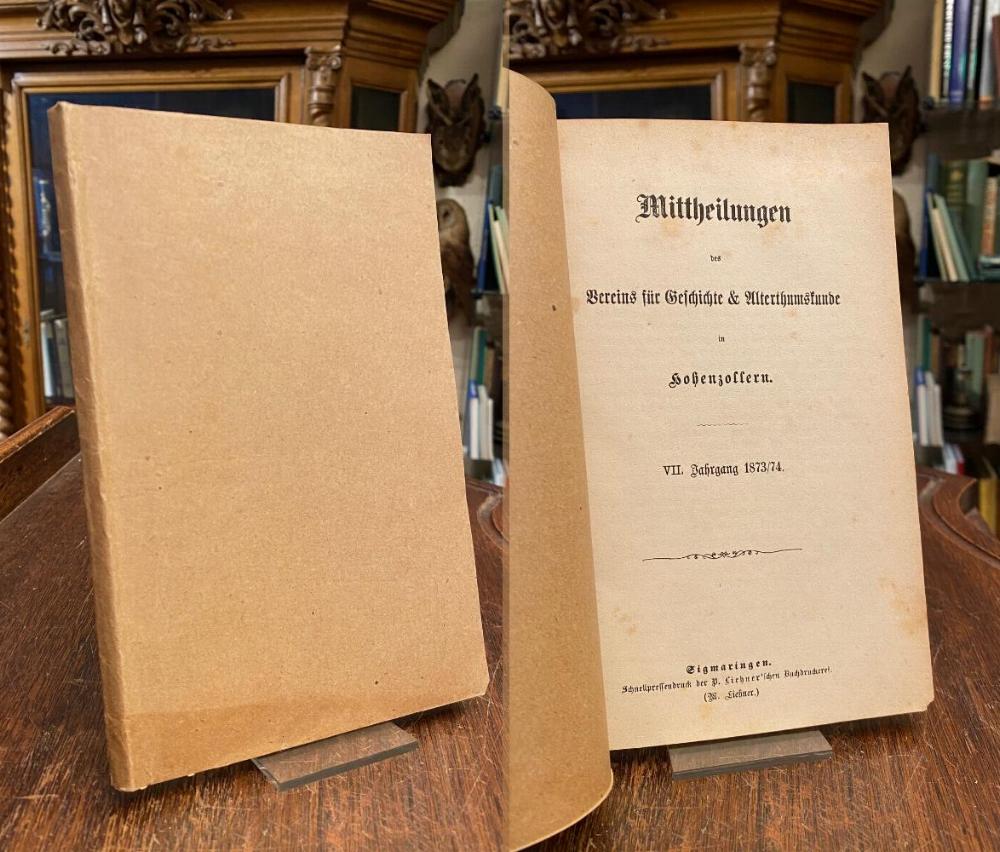 Mittheilungen
des
Vereins für Geschichte & Alterthumskunde
in
Hohenzollern.
VII. Jahrgang 1873/74.
Sigmaringen.
Schnellpressendruck der P. Liehner'schen Buchdruckerei.
(M. Liehner.)